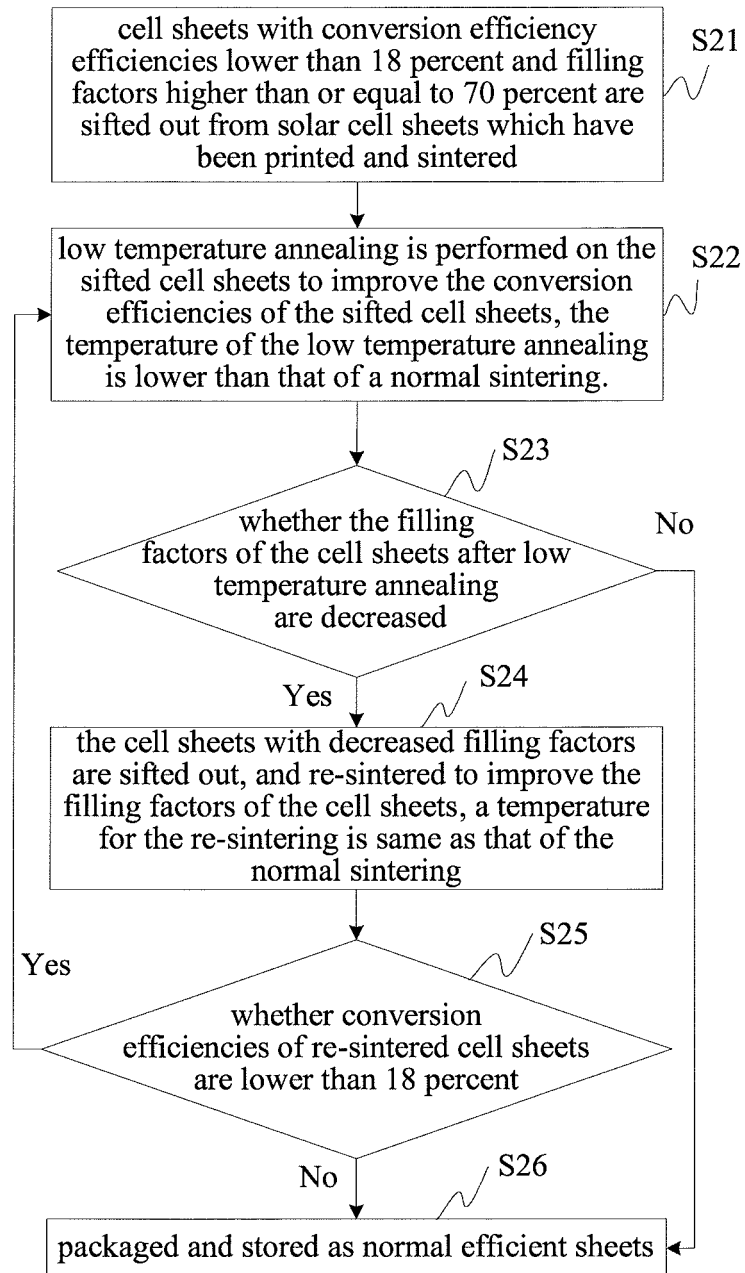 cell sheets with conversion efficiency
efficiencies lower than 18 percent and filling
factors higher than or equal to 70 percent are
sifted out from solar cell sheets which have
been printed and sintered
S21
low temperature annealing is performed on the
sifted cell sheets to improve the conversion
efficiencies of the sifted cell sheets, the
temperature of the low temperature annealing
is lower than that of a normal sintering.
S22
S23
whether the filling
factors of the cell sheets after low
temperature annealing
are decreased
No
Yes
S24
the cell sheets with decreased filling factors
are sifted out, and re-sintered to improve the
filling factors of the cell sheets, a temperature
for the re-sintering is same as that of the
normal sintering
S25
Yes
whether conversion
efficiencies of re-sintered cell sheets
are lower than 18 percent
No
S26
packaged and stored as normal efficient sheets